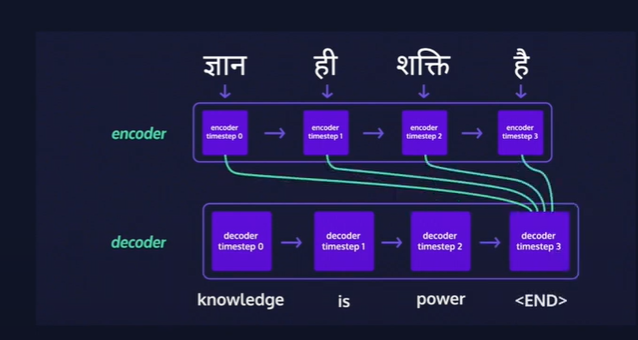 ज्ञान ही शक्ति है
encoder
encoder timestep 0
encoder timestep 1
encoder timestep 2
encoder timestep 3
decoder
decoder timestep 0
decoder timestep 1
decoder timestep 2
decoder timestep 3
knowledge is power <END>